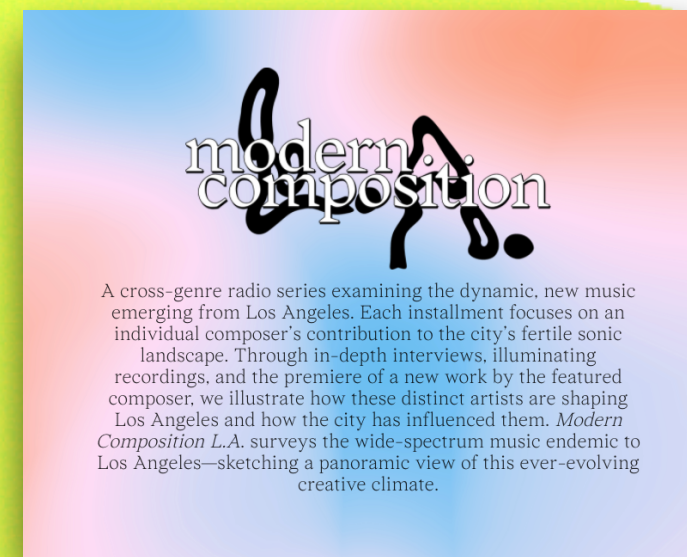 modern
composition
L.A.
A cross-genre radio series examining the dynamic, new music
emerging from Los Angeles. Each installment focuses on an
individual composer's contribution to the city's fertile sonic
landscape. Through in-depth interviews, illuminating
recordings, and the premiere of a new work by the featured
composer, we illustrate how these distinct artists are shaping
Los Angeles and how the city has influenced them. Modern
Composition L.A. surveys the wide-spectrum music endemic to
Los Angeles—sketching a panoramic view of this ever-evolving
creative climate.